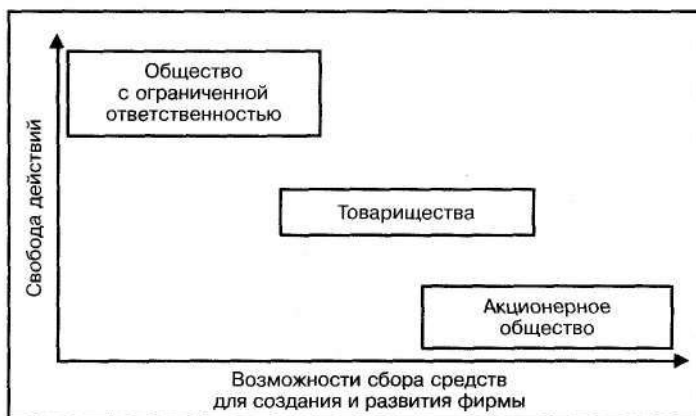 Общество
с ограниченной
ответственностью
Свобода действий
Товарищества
Акционерное
общество
Возможности сбора средств
для создания и развития фирмы